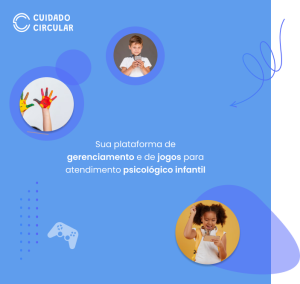 CUIDADO
CIRCULAR
Sua plataforma de
gerenciamento e de jogos para
atendimento psicológico infantil